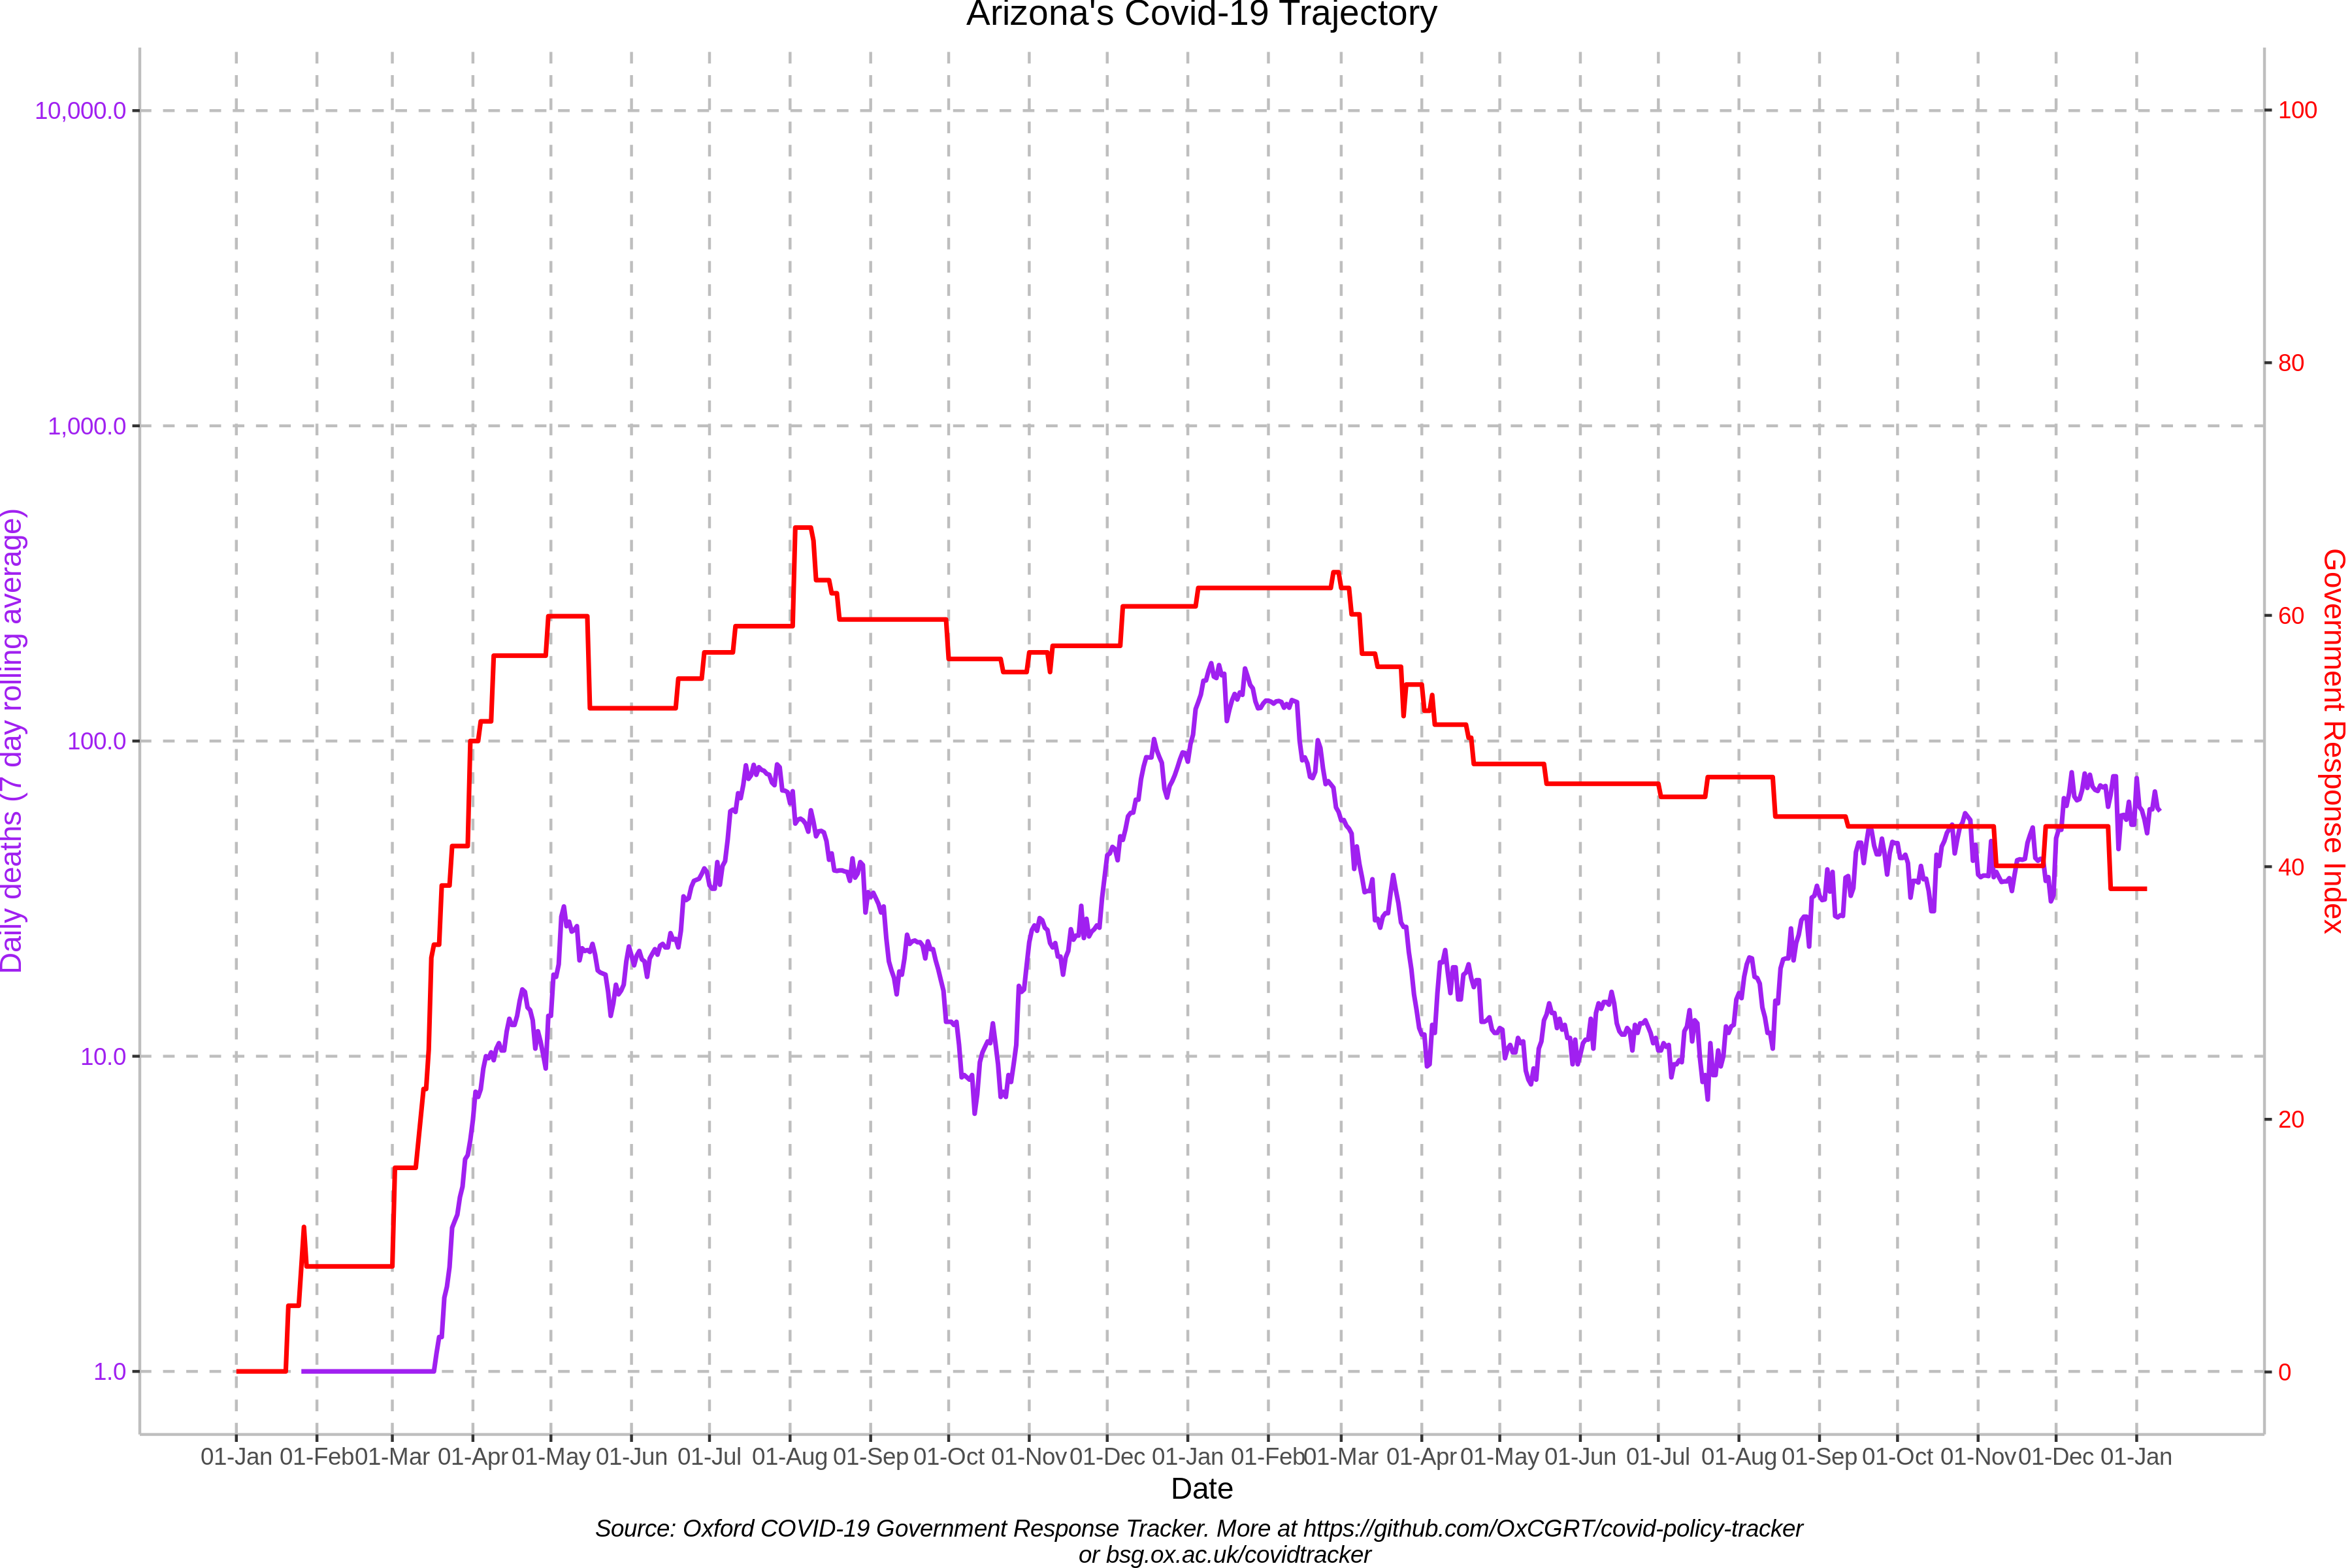 Arizona's Covid-19 Trajectory
10,000.0
1,000.0
100.0
10.0
1.0
Daily deaths (7 day rolling average)
100
80
60
40
20
0
Government Response Index
01-Jan 01-Feb 01-Mar 01-Apr 01-May 01-Jun 01-Jul 01-Aug 01-Sep 01-Oct 01-Nov 01-Dec 01-Jan 01-Feb 01-Mar 01-Apr 01-May 01-Jun 01-Jul 01-Aug 01-Sep 01-Oct 01-Nov 01-Dec 01-Jan
Date
Source: Oxford COVID-19 Government Response Tracker. More at https://github.com/OxCGRT/covid-policy-tracker
or bsg.ox.ac.uk/covidtracker